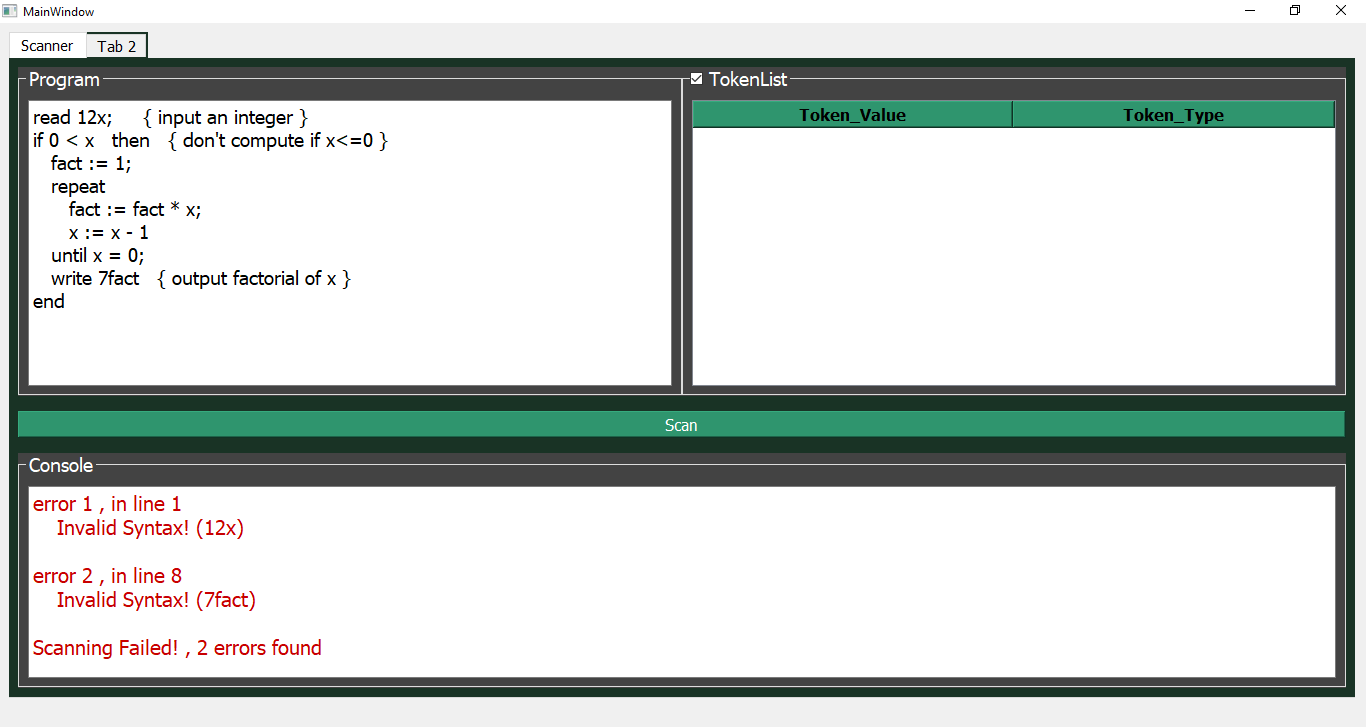 MainWindow
Scanner Tab 2
Program
read 12x; { input an integer }
if 0 < x then { don't compute if x<=0 }
fact := 1;
repeat
fact := fact * x;
x := x - 1
until x = 0;
write 7fact { output factorial of x }
end
TokenList
Token_Value Token_Type
Scan
Console
error 1 , in line 1
Invalid Syntax! (12x)
error 2 , in line 8
Invalid Syntax! (7fact)
Scanning Failed! , 2 errors found